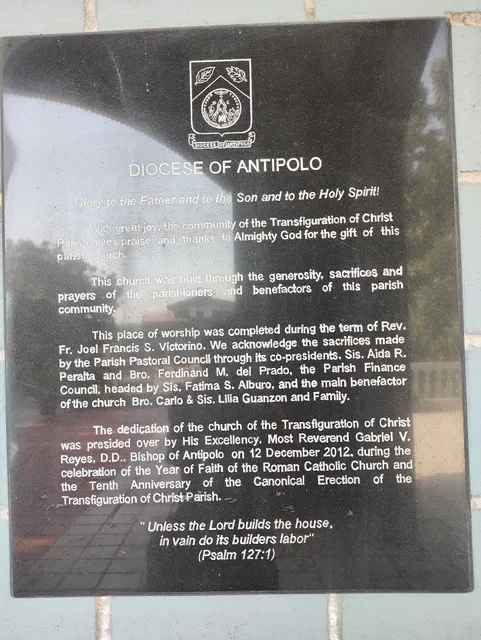 DIOCESE OF ANTIPOLO
DIOCESE OF ANTIPOLO
Glory to the Father and to the Son and to the Holy Spirit!
With great joy, the community of the Transfiguration of Christ
Parish gives praise and thanks to Almighty God for the gift of this
parish church.
This church was built through the generosity, sacrifices and
prayers of the parishioners and benefactors of this parish
community.
This place of worship was completed during the term of Rev.
Fr. Joel Francis S. Victorino. We acknowledge the sacrifices made
by the Parish Pastoral Council through its co-presidents, Sis. Aida R.
Peralta and Bro. Ferdinand M. del Prado, the Parish Finance
Council, headed by Sis. Fatima S. Alburo, and the main benefactor
of the church Bro. Carlo & Sis. Lilia Guanzon and Family.
The dedication of the church of the Transfiguration of Christ
was presided over by His Excellency, Most Reverend Gabriel V.
Reyes, D.D., Bishop of Antipolo on 12 December 2012, during the
celebration of the Year of Faith of the Roman Catholic Church and
the Tenth Anniversary of the Canonical Erection of the
Transfiguration of Christ Parish.
"Unless the Lord builds the house,
in vain do its builders labor"
(Psalm 127:1)